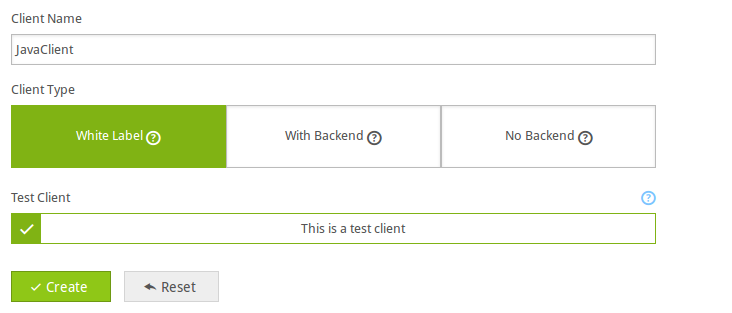 Client Name
JavaClient
Client Type
White Label ? With Backend ? No Backend ?
Test Client ?
This is a test client
Create Reset